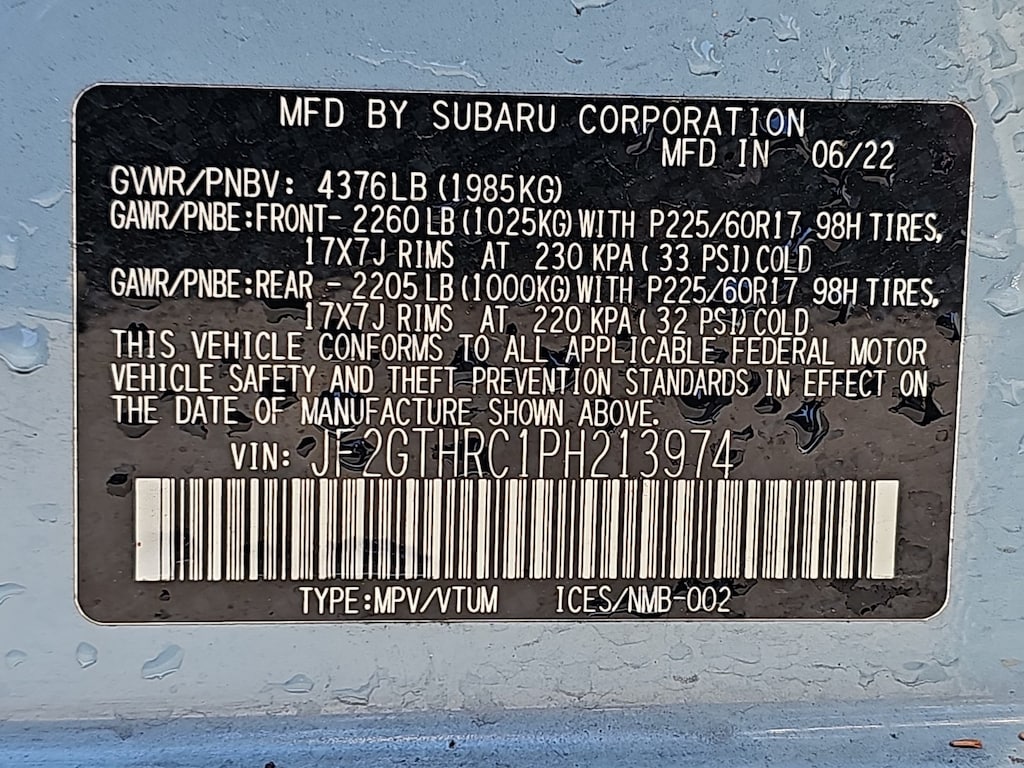 MFD BY SUBARU CORPORATION
MFD IN 06/22
GVWR/PNBV: 4376LB (1985KG)
GAWR/PNBE:FRONT- 2260 LB (1025KG) WITH P225/60R17 98H TIRES,
17X7J RIMS AT 230 KPA ( 33 PSI) COLD
GAWR/PNBE:REAR - 2205 LB (1000KG) WITH P225/60R17 98H TIRES,
17X7J RIMS AT 220 KPA ( 32 PSI) COLD
THIS VEHICLE CONFORMS TO ALL APPLICABLE FEDERAL MOTOR
VEHICLE SAFETY AND THEFT PREVENTION STANDARDS IN EFFECT ON
THE DATE OF MANUFACTURE SHOWN ABOVE.
VIN: JF2GTHRC1PH213974
TYPE:MPV/VTUM ICES/NMB-002